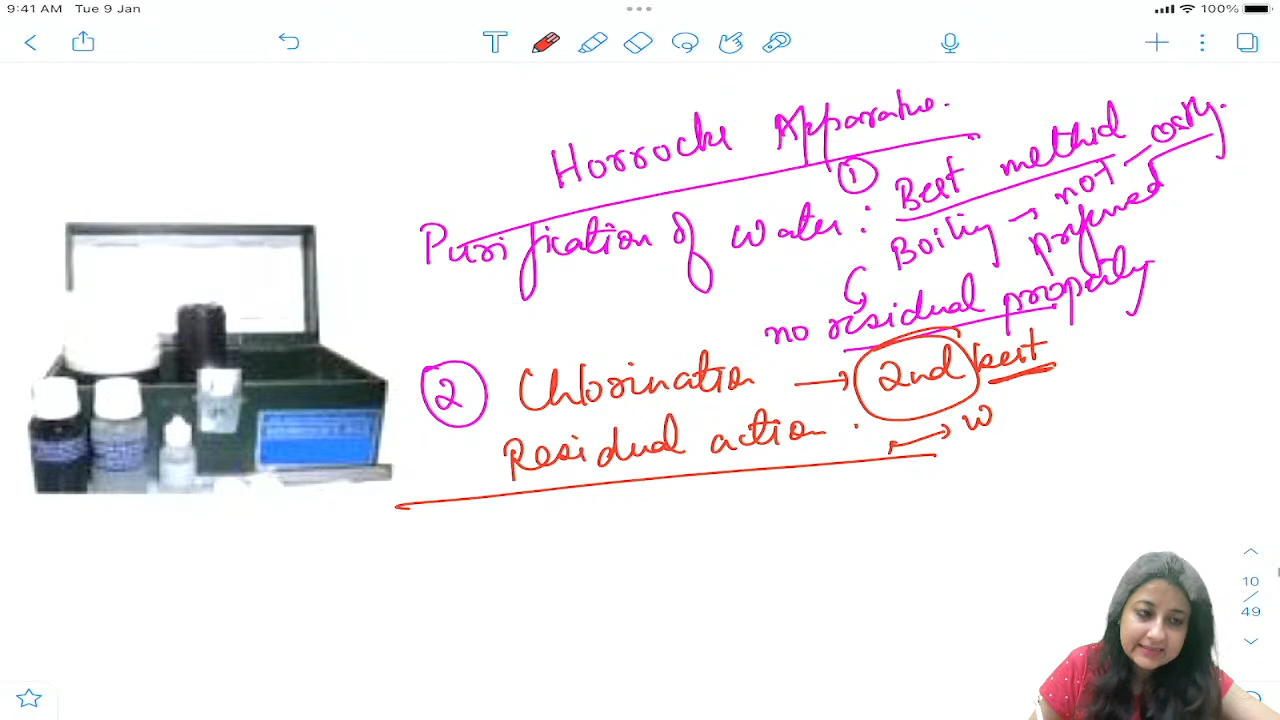 9:41 AM Tue 9 Jan
100%
T
Horrocks Apparatus.
Purification of water: ① Best method
Boiling → not – costly.
preferred
no residual property
② Chlorination → 2nd best
Residual action.
W
10
/
49